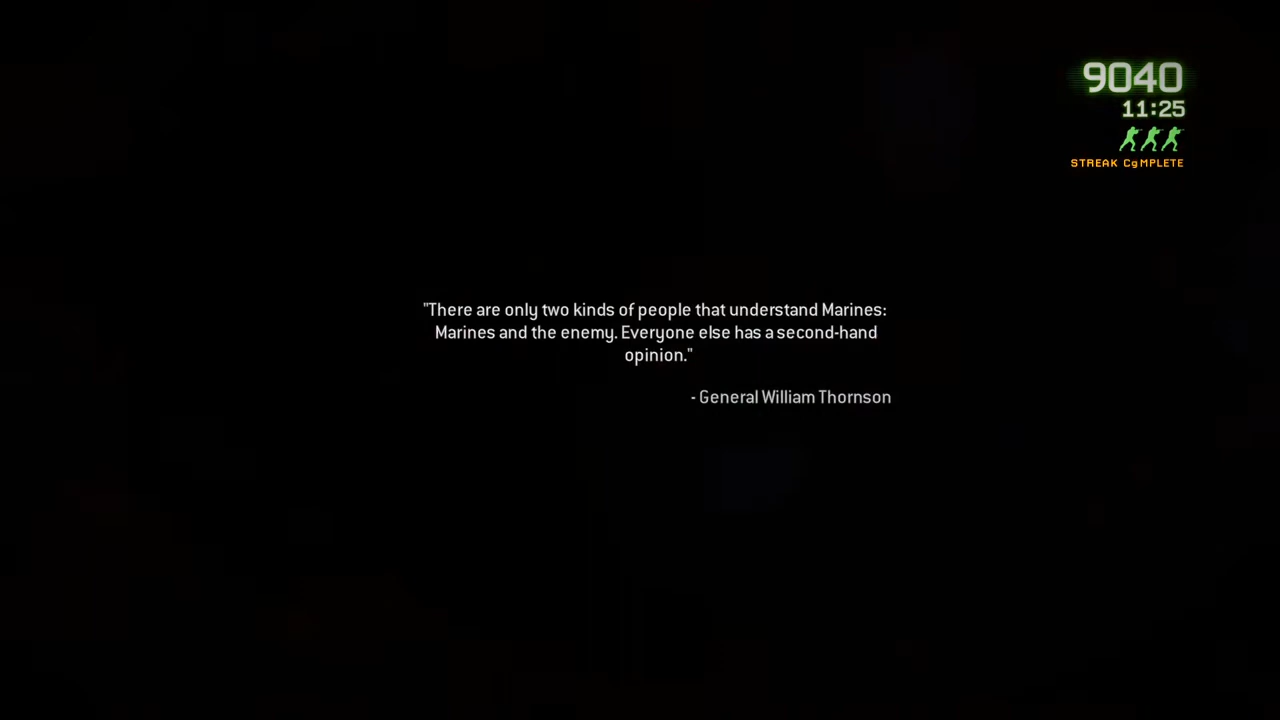 9040
11:25
STREAK CgMPLETE
"There are only two kinds of people that understand Marines:
Marines and the enemy. Everyone else has a second-hand
opinion."
- General William Thornson